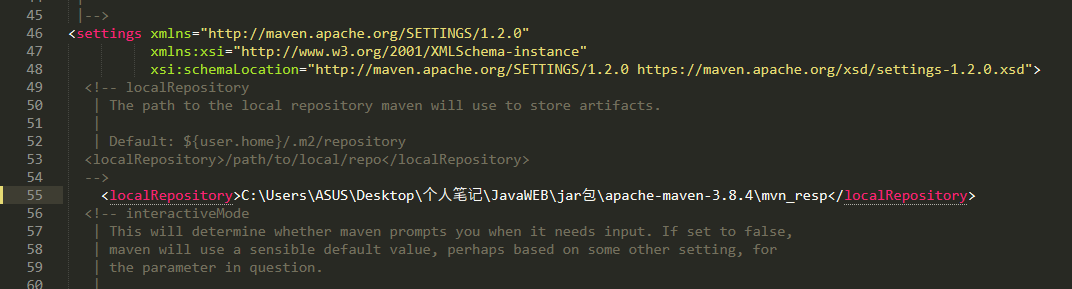 45 |-->
46 <settings xmlns="http://maven.apache.org/SETTINGS/1.2.0"
47 xmlns:xsi="http://www.w3.org/2001/XMLSchema-instance"
48 xsi:schemaLocation="http://maven.apache.org/SETTINGS/1.2.0 https://maven.apache.org/xsd/settings-1.2.0.xsd">
49 <!-- localRepository
50 | The path to the local repository maven will use to store artifacts.
51 |
52 | Default: ${user.home}/.m2/repository
53 <localRepository>/path/to/local/repo</localRepository>
54 -->
55 <localRepository>C:\Users\ASUS\Desktop\个人笔记\JavaWEB\jar包\apache-maven-3.8.4\mvn_resp</localRepository>
56 <!-- interactiveMode
57 | This will determine whether maven prompts you when it needs input. If set to false,
58 | maven will use a sensible default value, perhaps based on some other setting, for
59 | the parameter in question.
60 |